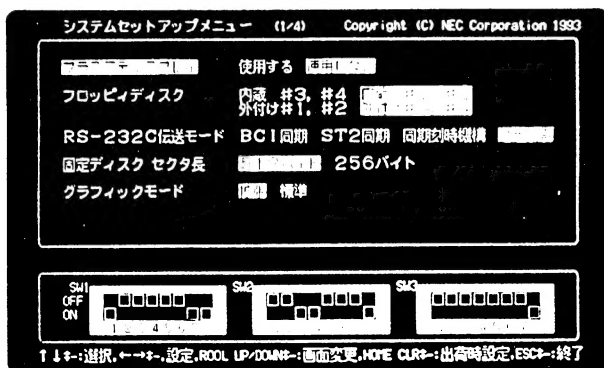 システムセットアップメニュー (1/4) Copyright (C) NEC Corporation 1993
使用する
フロッピィディスク 内蔵 #3, #4
外付け#1, #2
RS-232C伝送モード BCI同期 ST2同期 同期刻時機構
固定ディスク セクタ長 256バイト
グラフィックモード 拡張 標準
SW1 SW2 SW3
OFF
ON
↑↓キー:選択,←→キー,設定,ROOL UP/DOWNキー:画面変更,HOME CLRキー:出荷時設定,ESCキー:終了